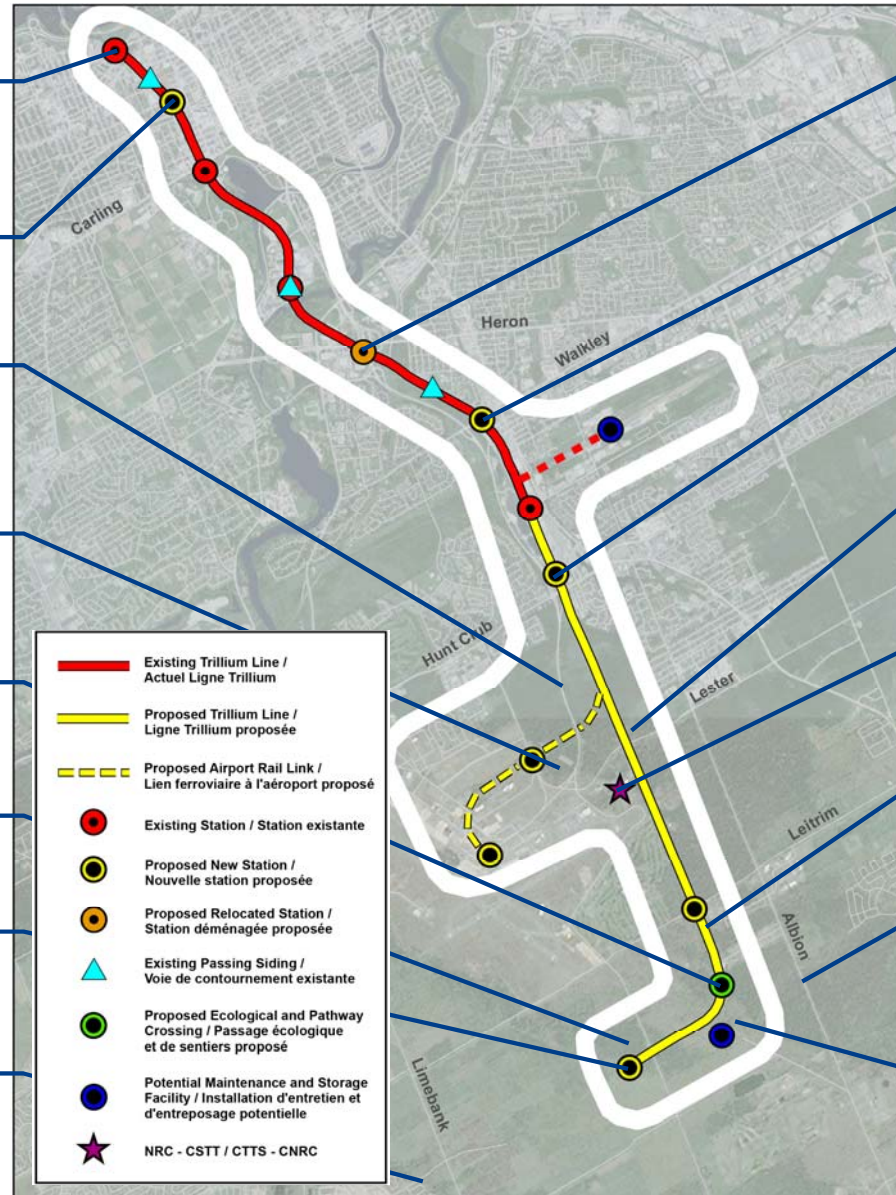 Carling
Heron
Walkley
Hunt Club
Lester
Leitrim
Albion
Limebank
Existing Trillium Line /
Actuel Ligne Trillium
Proposed Trillium Line /
Ligne Trillium proposée
Proposed Airport Rail Link /
Lien ferroviaire à l'aéroport proposé
Existing Station / Station existante
Proposed New Station /
Nouvelle station proposée
Proposed Relocated Station /
Station déménagée proposée
Existing Passing Siding /
Voie de contournement existante
Proposed Ecological and Pathway
Crossing / Passage écologique
et de sentiers proposé
Potential Maintenance and Storage
Facility / Installation d'entretien et
d'entreposage potentielle
NRC - CSTT / CTTS - CNRC